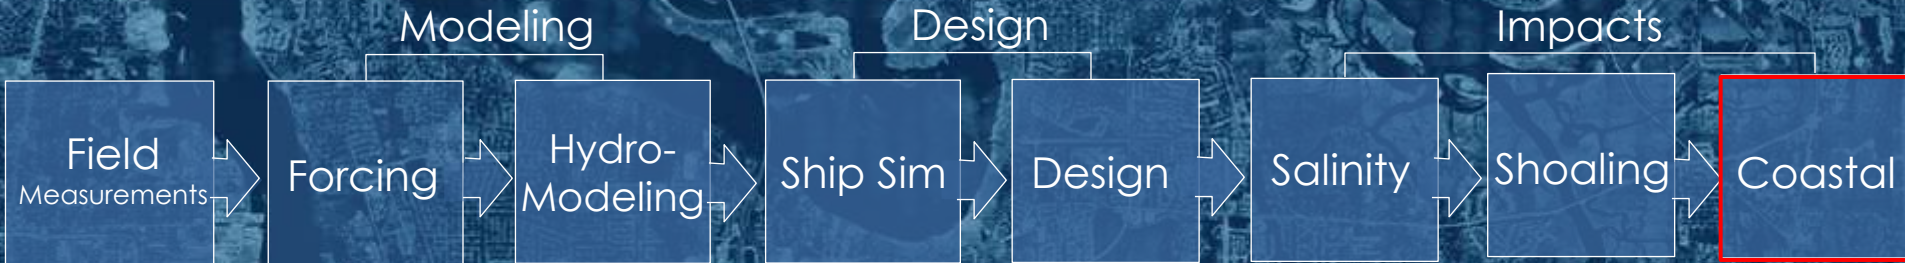 Modeling
Design
Impacts
Field
Measurements
Forcing
Hydro-
Modeling
Ship Sim
Design
Salinity
Shoaling
Coastal